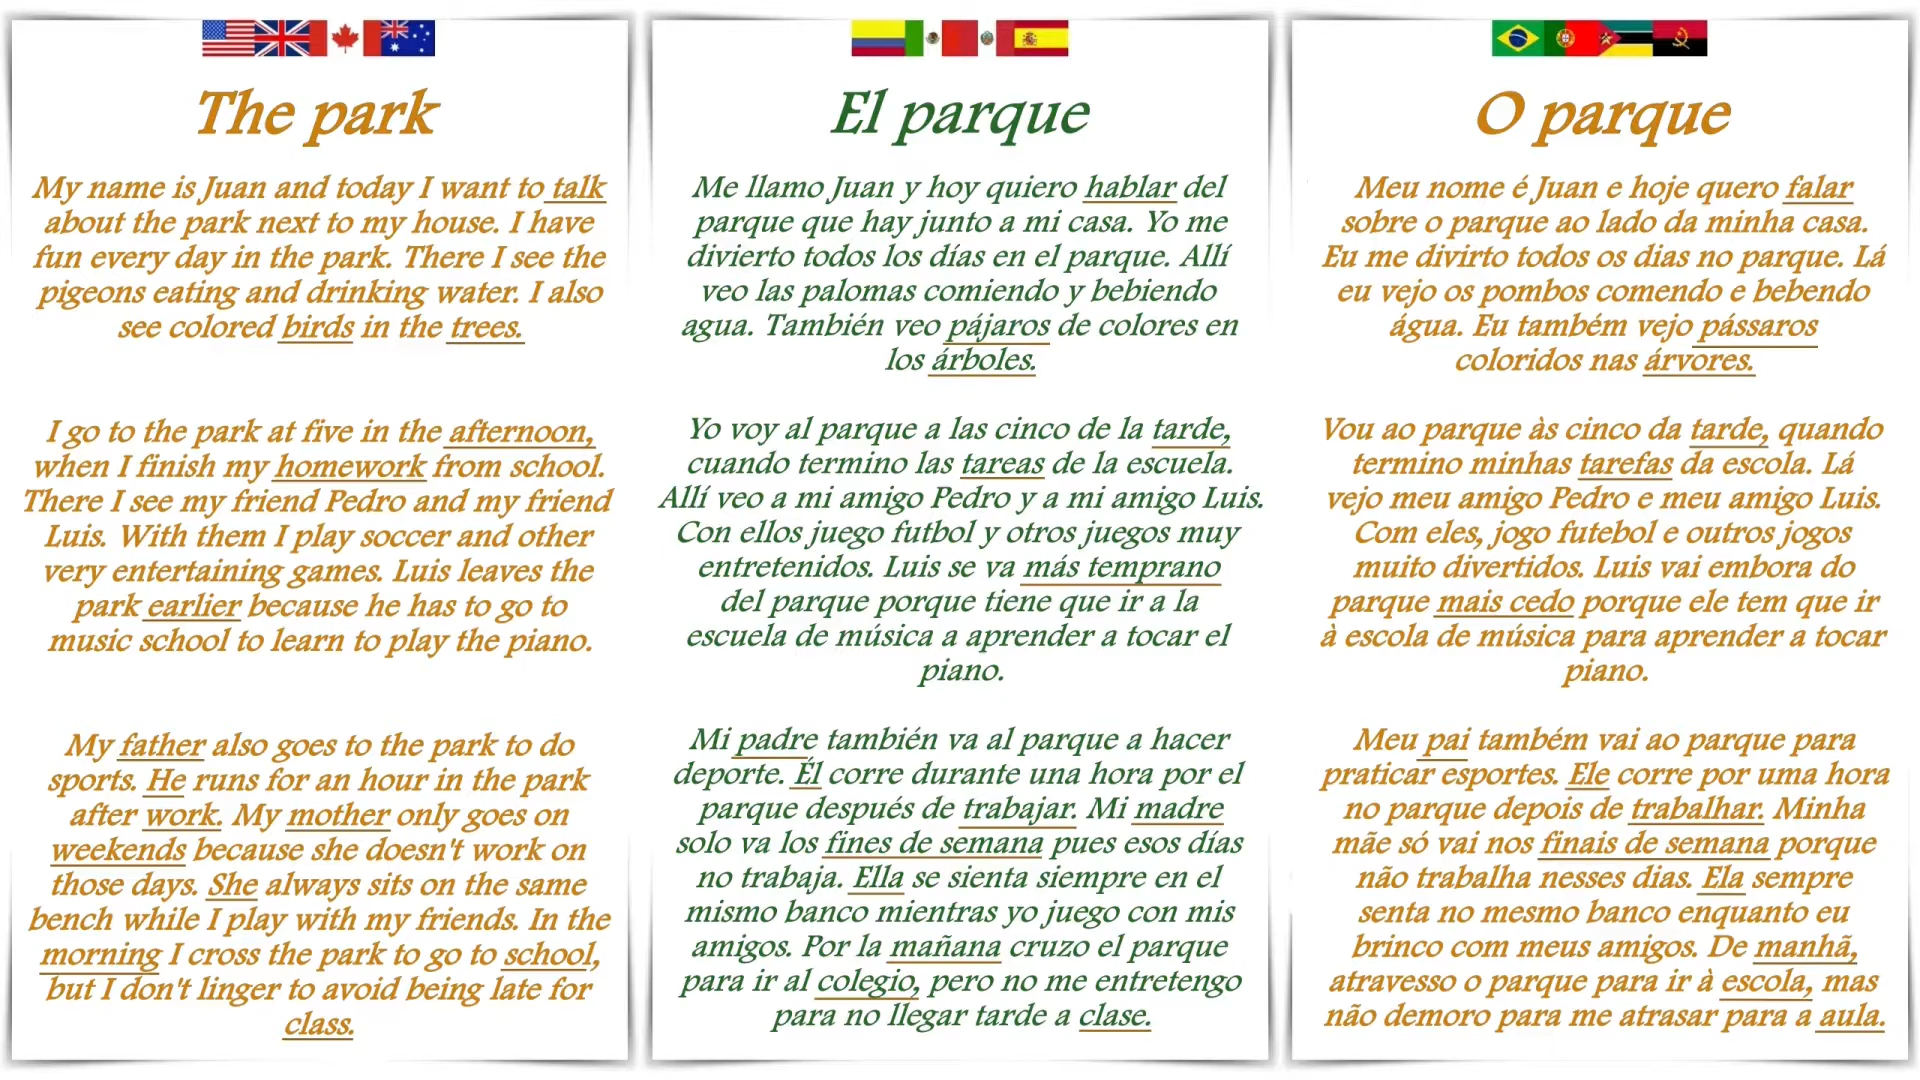 The park
My name is Juan and today I want to talk
about the park next to my house. I have
fun every day in the park. There I see the
pigeons eating and drinking water. I also
see colored birds in the trees.
I go to the park at five in the afternoon,
when I finish my homework from school.
There I see my friend Pedro and my friend
Luis. With them I play soccer and other
very entertaining games. Luis leaves the
park earlier because he has to go to
music school to learn to play the piano.
My father also goes to the park to do
sports. He runs for an hour in the park
after work. My mother only goes on
weekends because she doesn't work on
those days. She always sits on the same
bench while I play with my friends. In the
morning I cross the park to go to school,
but I don't linger to avoid being late for
class.
El parque
Me llamo Juan y hoy quiero hablar del
parque que hay junto a mi casa. Yo me
divierto todos los días en el parque. Allí
veo las palomas comiendo y bebiendo
agua. También veo pájaros de colores en
los árboles.
Yo voy al parque a las cinco de la tarde,
cuando termino las tareas de la escuela.
Allí veo a mi amigo Pedro y a mi amigo Luis.
Con ellos juego futbol y otros juegos muy
entretenidos. Luis se va más temprano
del parque porque tiene que ir a la
escuela de música a aprender a tocar el
piano.
Mi padre también va al parque a hacer
deporte. Él corre durante una hora por el
parque después de trabajar. Mi madre
solo va los fines de semana pues esos días
no trabaja. Ella se sienta siempre en el
mismo banco mientras yo juego con mis
amigos. Por la mañana cruzo el parque
para ir al colegio, pero no me entretengo
para no llegar tarde a clase.
O parque
Meu nome é Juan e hoje quero falar
sobre o parque ao lado da minha casa.
Eu me divirto todos os dias no parque. Lá
eu vejo os pombos comendo e bebendo
água. Eu também vejo pássaros
coloridos nas árvores.
Vou ao parque às cinco da tarde, quando
termino minhas tarefas da escola. Lá
vejo meu amigo Pedro e meu amigo Luis.
Com eles, jogo futebol e outros jogos
muito divertidos. Luis vai embora do
parque mais cedo porque ele tem que ir
à escola de música para aprender a tocar
piano.
Meu pai também vai ao parque para
praticar esportes. Ele corre por uma hora
no parque depois de trabalhar. Minha
mãe só vai nos finais de semana porque
não trabalha nesses dias. Ela sempre
senta no mesmo banco enquanto eu
brinco com meus amigos. De manhã,
atravesso o parque para ir à escola, mas
não demoro para me atrasar para a aula.